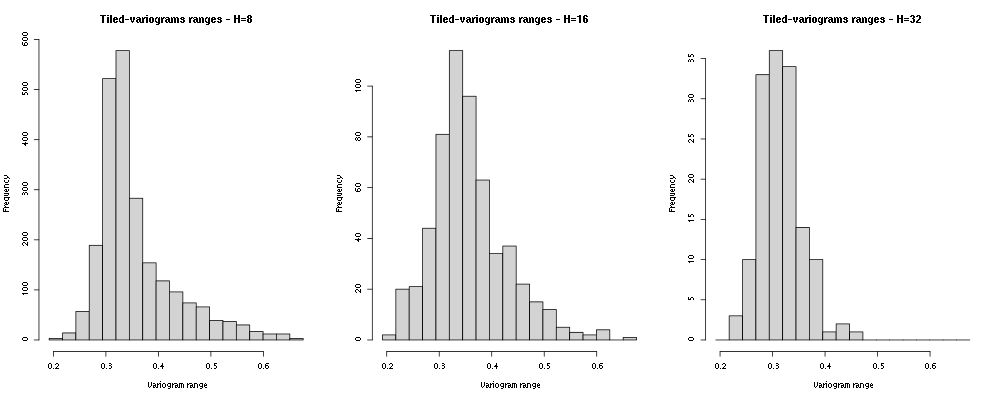 Tiled-variograms ranges - H=8
Frequency
600
500
400
300
200
100
0
0.2 0.3 0.4 0.5 0.6
Variogram range
Tiled-variograms ranges - H=16
Frequency
100
80
60
40
20
0
0.2 0.3 0.4 0.5 0.6
Variogram range
Tiled-variograms ranges - H=32
Frequency
35
30
25
20
15
10
5
0
0.2 0.3 0.4 0.5 0.6
Variogram range